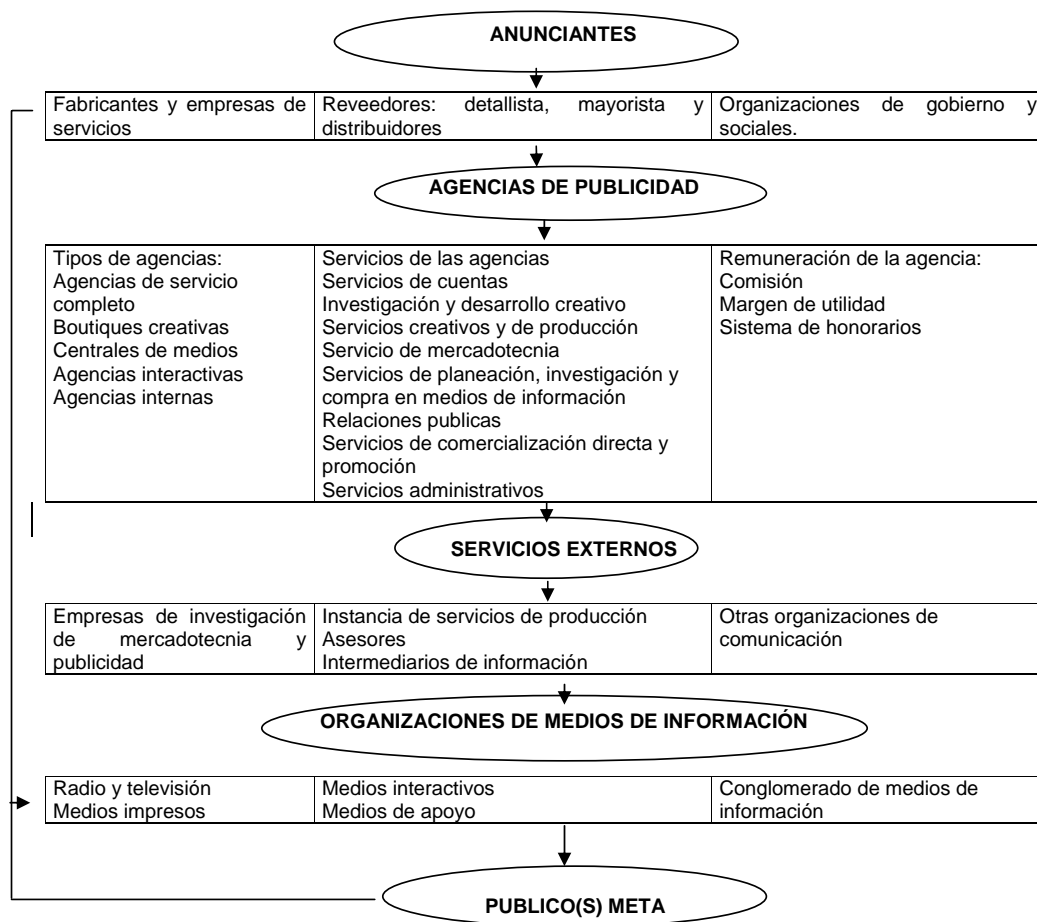 ANUNCIANTES
Fabricantes y empresas de
servicios
Reveedores: detallista, mayorista y
distribuidores
Organizaciones de gobierno y
sociales.
AGENCIAS DE PUBLICIDAD
Tipos de agencias:
Agencias de servicio
completo
Boutiques creativas
Centrales de medios
Agencias interactivas
Agencias internas
Servicios de las agencias
Servicios de cuentas
Investigación y desarrollo creativo
Servicios creativos y de producción
Servicio de mercadotecnia
Servicios de planeación, investigación y
compra en medios de información
Relaciones publicas
Servicios de comercialización directa y
promoción
Servicios administrativos
Remuneración de la agencia:
Comisión
Margen de utilidad
Sistema de honorarios
SERVICIOS EXTERNOS
Empresas de investigación
de mercadotecnia y
publicidad
Instancia de servicios de producción
Asesores
Intermediarios de información
Otras organizaciones de
comunicación
ORGANIZACIONES DE MEDIOS DE INFORMACIÓN
Radio y televisión
Medios impresos
Medios interactivos
Medios de apoyo
Conglomerado de medios de
información
PUBLICO(S) META